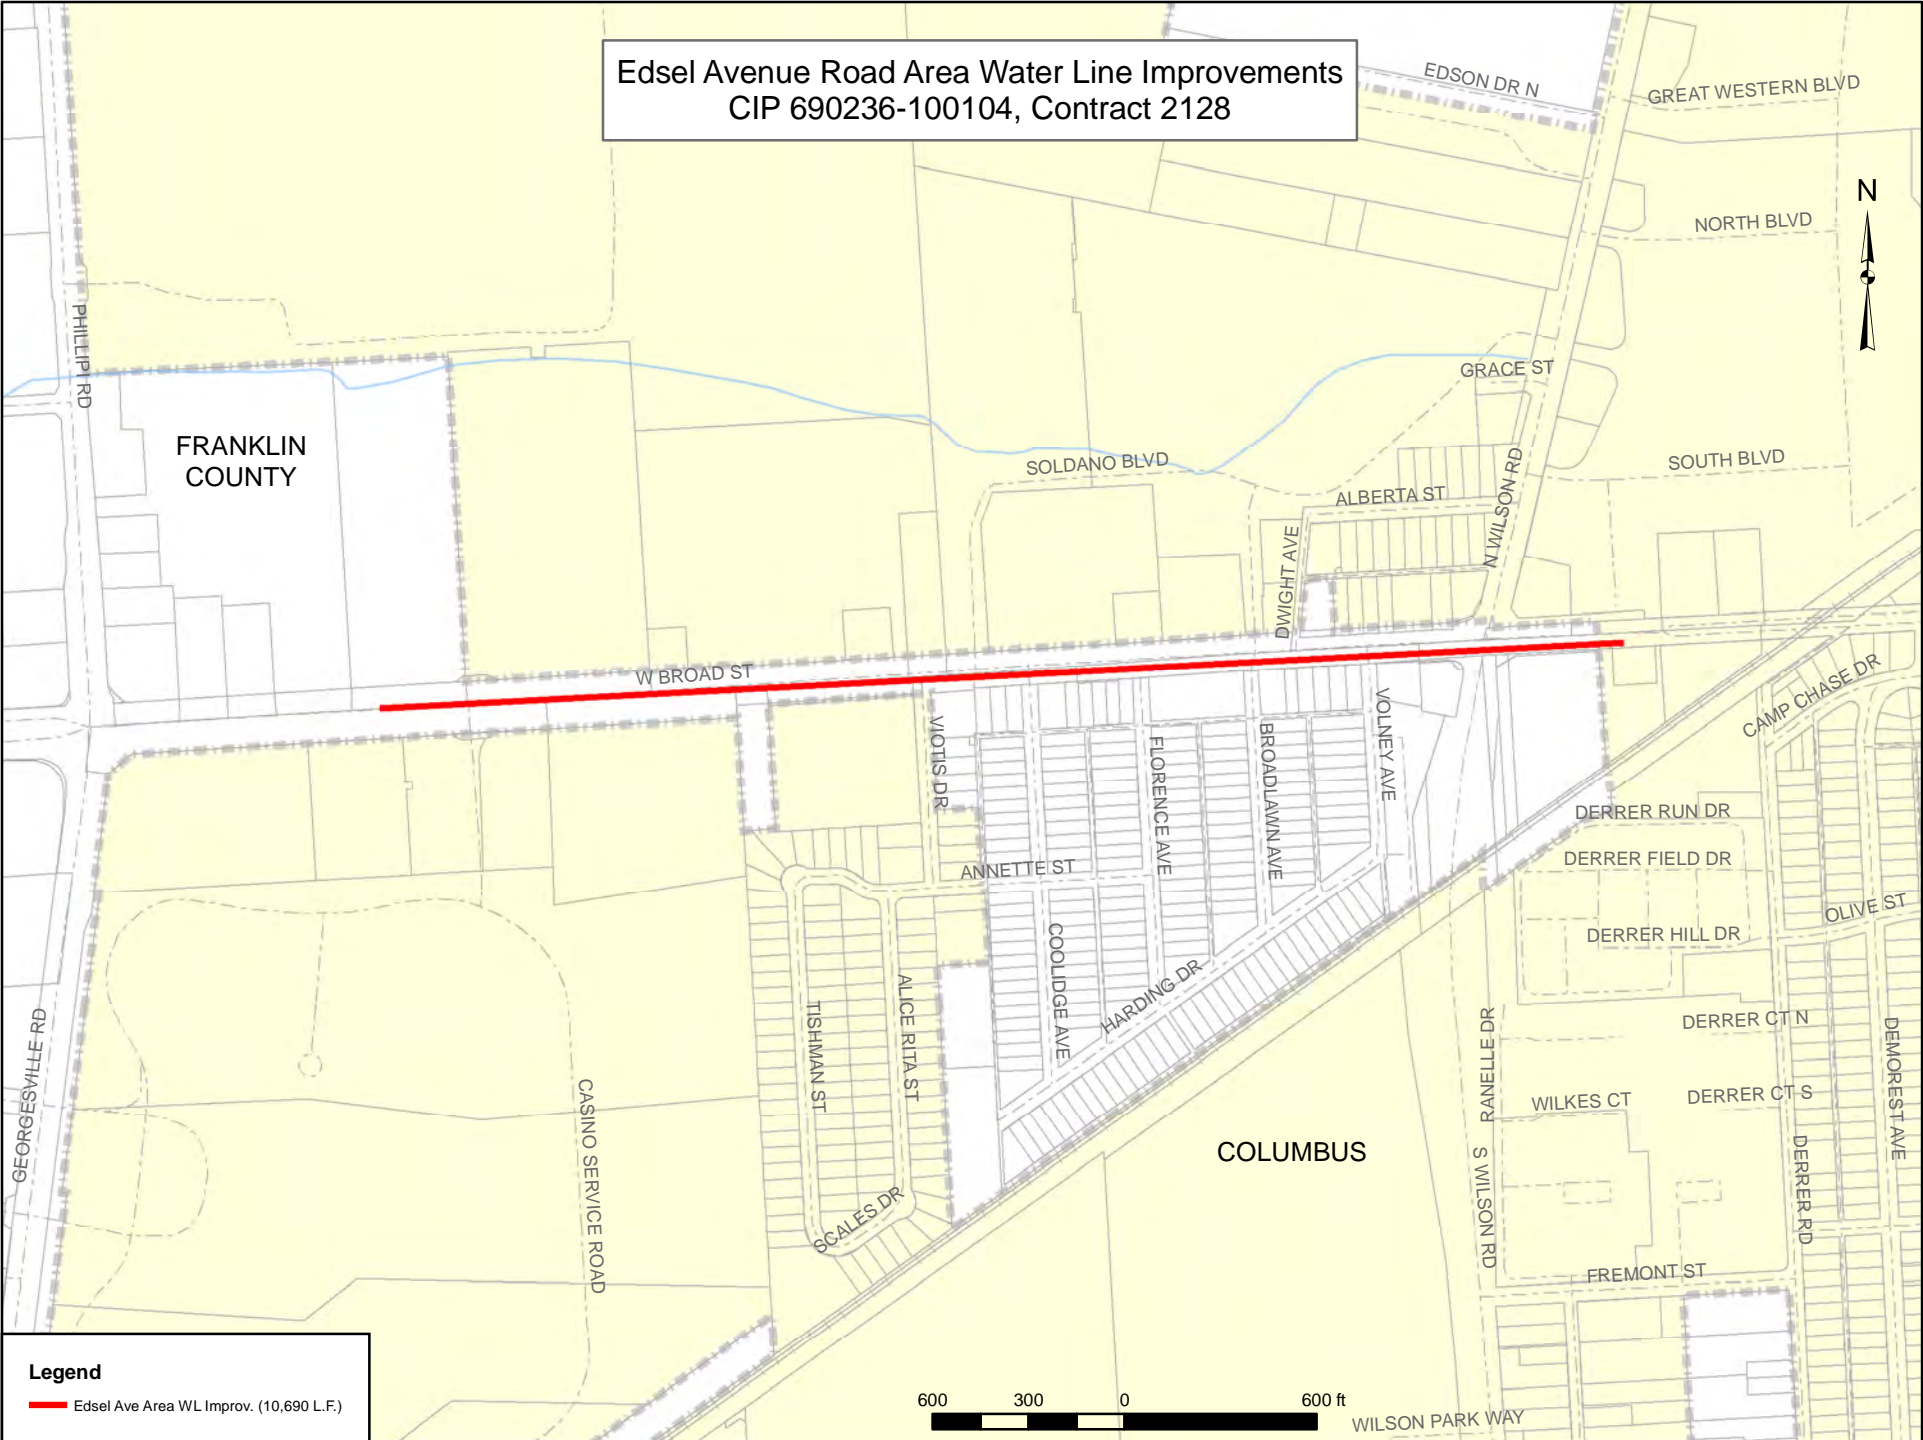 Edsel Avenue Road Area Water Line Improvements
CIP 690236-100104, Contract 2128
EDSON DR N
GREAT WESTERN BLVD
N
NORTH BLVD
PHILLIPI RD
GRACE ST
FRANKLIN
COUNTY
SOLDANO BLVD
SOUTH BLVD
ALBERTA ST
N WILSON RD
DWIGHT AVE
W BROAD ST
CAMP CHASE DR
VIOTIS DR
FLORENCE AVE
BROADLAWN AVE
VOLNEY AVE
DERRER RUN DR
ANNETTE ST
DERRER FIELD DR
OLIVE ST
DERRER HILL DR
COOLIDGE AVE
HARDING DR
TISHMAN ST
ALICE RITA ST
GEORGESVILLE RD
RANELLE DR
DERRER CT N
DEMOREST AVE
CASINO SERVICE ROAD
WILKES CT
DERRER CT S
COLUMBUS
S WILSON RD
DERRER RD
SCALES DR
FREMONT ST
Legend
Edsel Ave Area WL Improv. (10,690 L.F.)
600 300 0 600 ft
WILSON PARK WAY